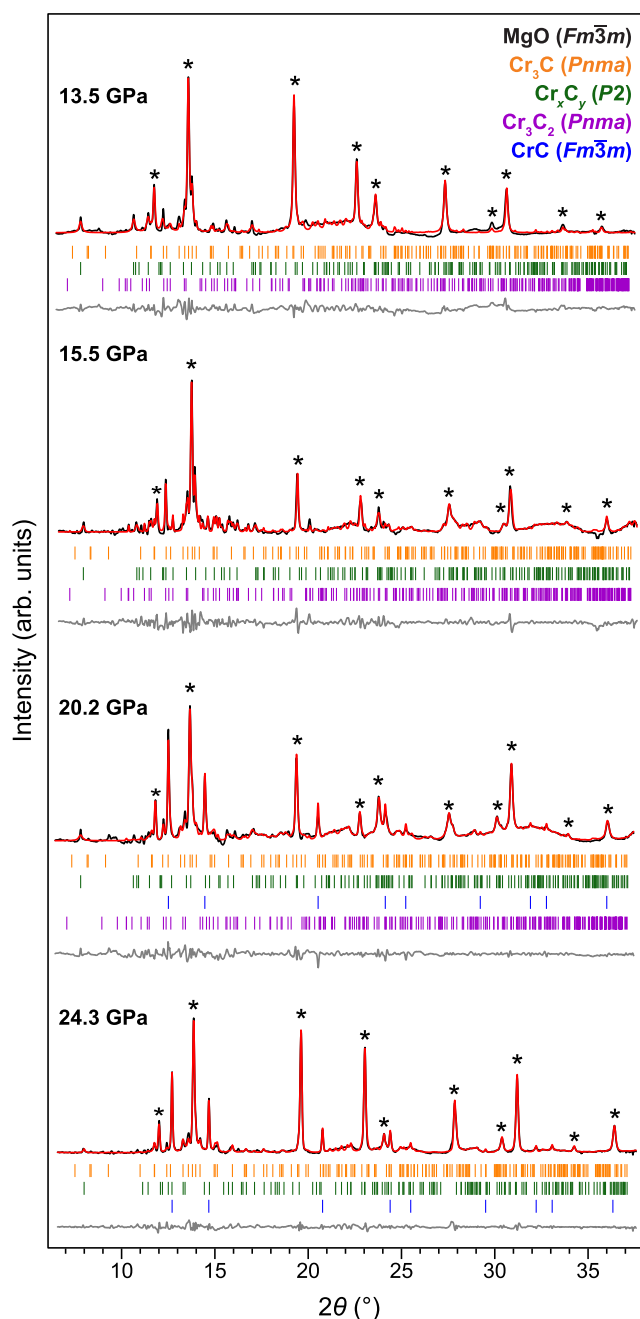 MgO (Fm3̅m)
Cr₃C (Pnma)
CrₓCᵧ (P2)
Cr₃C₂ (Pnma)
CrC (Fm3̅m)
13.5 GPa
* * * * * * * * * *
15.5 GPa
* * * * * * * * * *
20.2 GPa
* * * * * * * * * *
24.3 GPa
* * * * * * * * * *
Intensity (arb. units)
10 15 20 25 30 35
2θ (°)